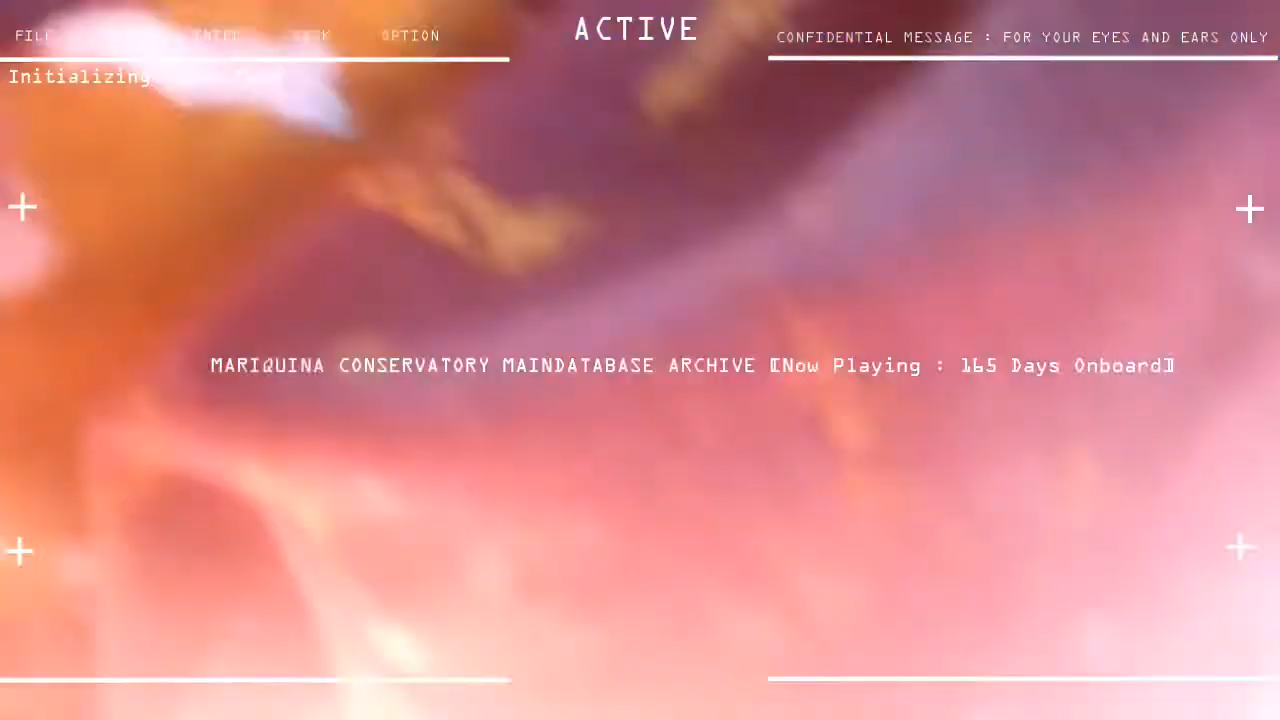 FILE
OPTION
ACTIVE
CONFIDENTIAL MESSAGE : FOR YOUR EYES AND EARS ONLY
Initializing
MARIQUINA CONSERVATORY MAINDATABASE ARCHIVE 【Now Playing : 165 Days Onboard】